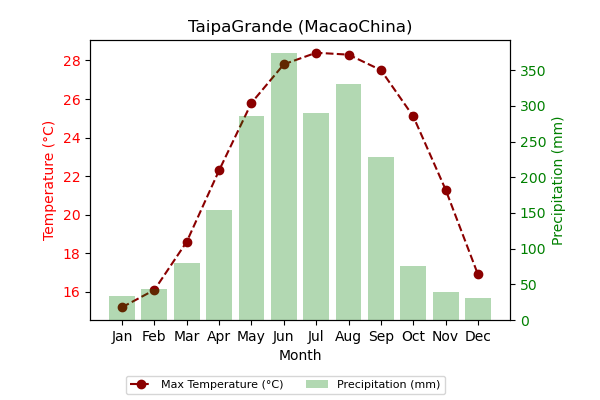 TaipaGrande (MacaoChina)
Temperature (°C)
28
26
24
22
20
18
16
350
300
250
200
150
100
50
0
Precipitation (mm)
Jan Feb Mar Apr May Jun Jul Aug Sep Oct Nov Dec
Month
Max Temperature (°C) Precipitation (mm)